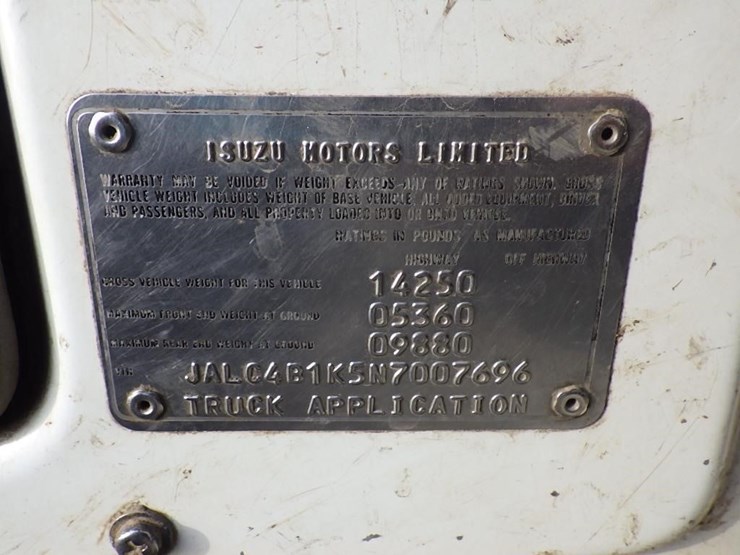 ISUZU MOTORS LIMITED
WARRANTY MAY BE VOIDED IF WEIGHT EXCEEDS ANY OF RATINGS SHOWN. GROSS
VEHICLE WEIGHT INCLUDES WEIGHT OF BASE VEHICLE, ALL ADDED EQUIPMENT, DRIVER
AND PASSENGERS, AND ALL PROPERTY LOADED INTO OR ONTO VEHICLE.
RATINGS IN POUNDS AS MANUFACTURED
HIGHWAY OFF HIGHWAY
GROSS VEHICLE WEIGHT FOR THIS VEHICLE 14250
MAXIMUM FRONT END WEIGHT AT GROUND 05360
MAXIMUM REAR END WEIGHT AT GROUND 09880
VIN JALC4B1K5N7007696
TRUCK APPLICATION